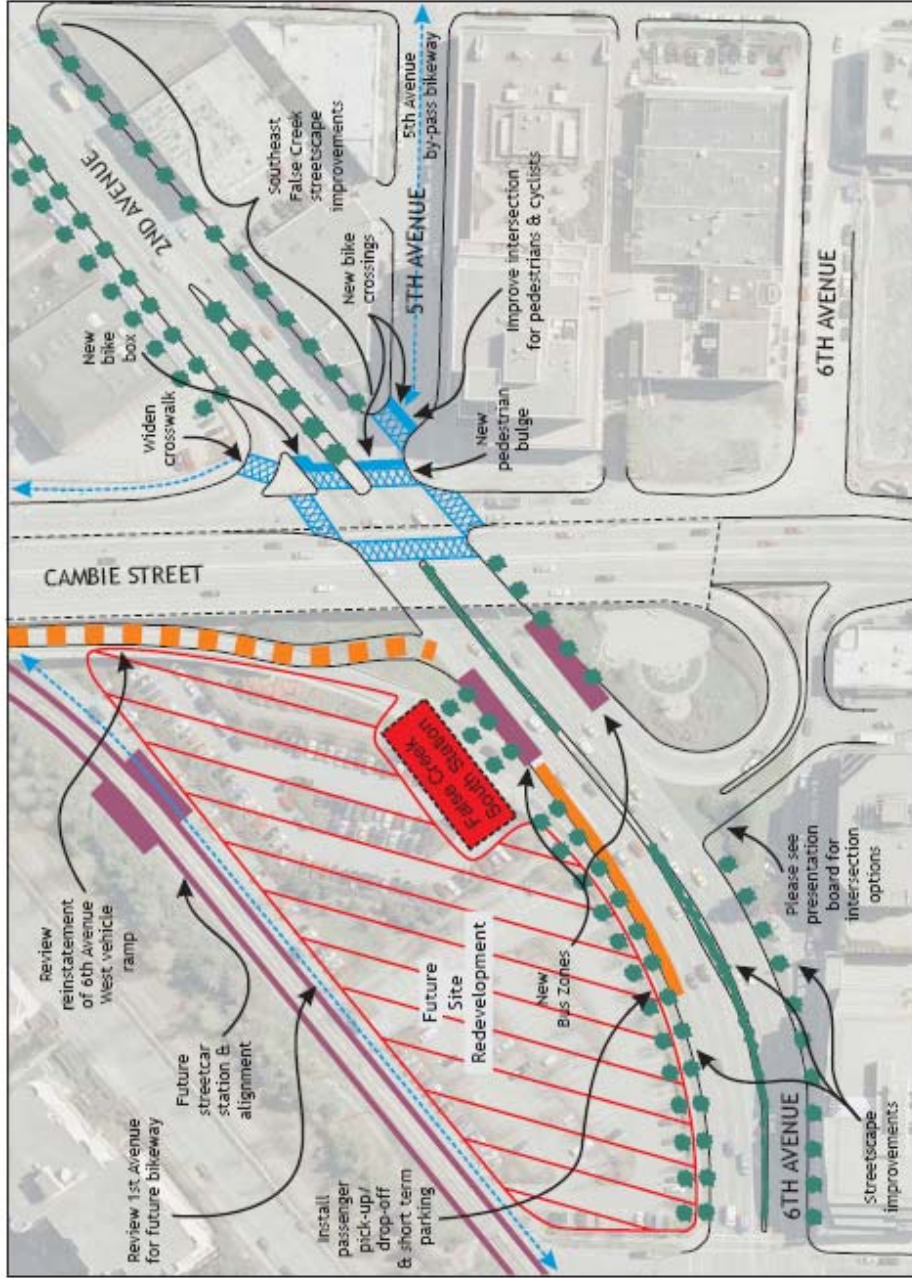 Review
reinstatement
of 6th Avenue
West vehicle
ramp
CAMBIE STREET
Widen
crosswalk
New
bike
box
2ND AVENUE
Southeast
False Creek
streetscape
improvements
New bike
crossings
5TH AVENUE
5th Avenue
by-pass bikeway
Improve intersection
for pedestrians & cyclists
New
pedestrian
bulge
6TH AVENUE
Future
streetcar
station &
alignment
Review 1st Avenue
for future bikeway
False Creek
South Station
Future
Site
Redevelopment
New
Bus Zones
Install
passenger
pick-up/
drop-off
& short term
parking
Please see
presentation
board for
intersection
options
6TH AVENUE
Streetscape
improvements